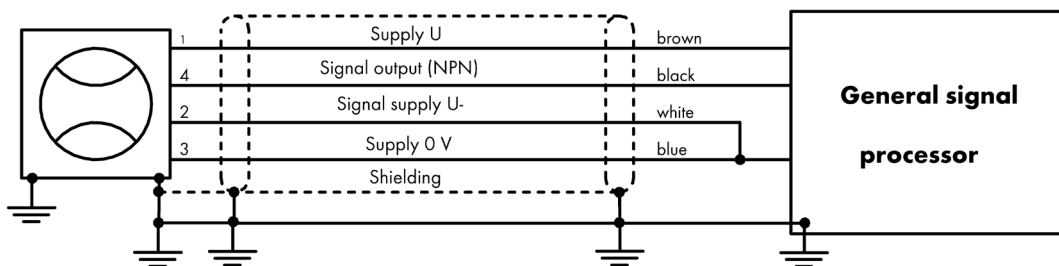 1 Supply U brown
4 Signal output (NPN) black
2 Signal supply U- white
3 Supply 0 V blue
Shielding
General signal
processor